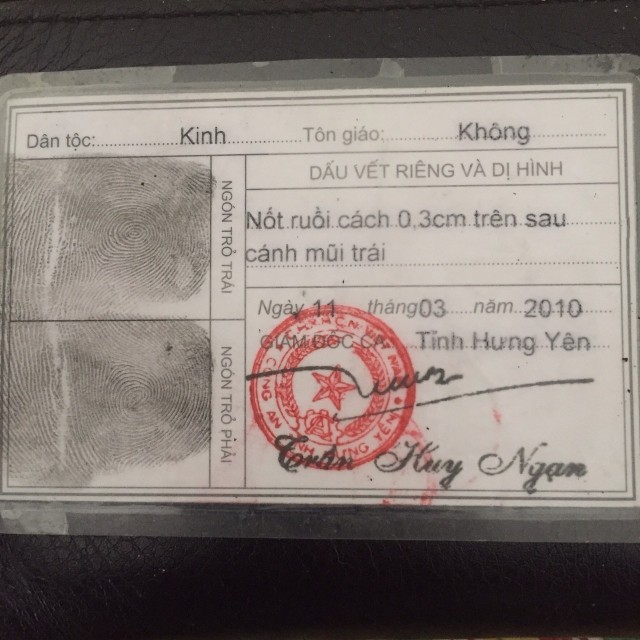 Dân tộc: Kinh Tôn giáo: Không
DẤU VẾT RIÊNG VÀ DỊ HÌNH
NGÓN TRỎ TRÁI
Nốt ruồi cách 0,3cm trên sau
cánh mũi trái
Ngày 11 tháng 03 năm 2010
GIÁM ĐỐC CA Tỉnh Hưng Yên
NGÓN TRỎ PHẢI
CÔNG AN
Trần Huy Ngạn